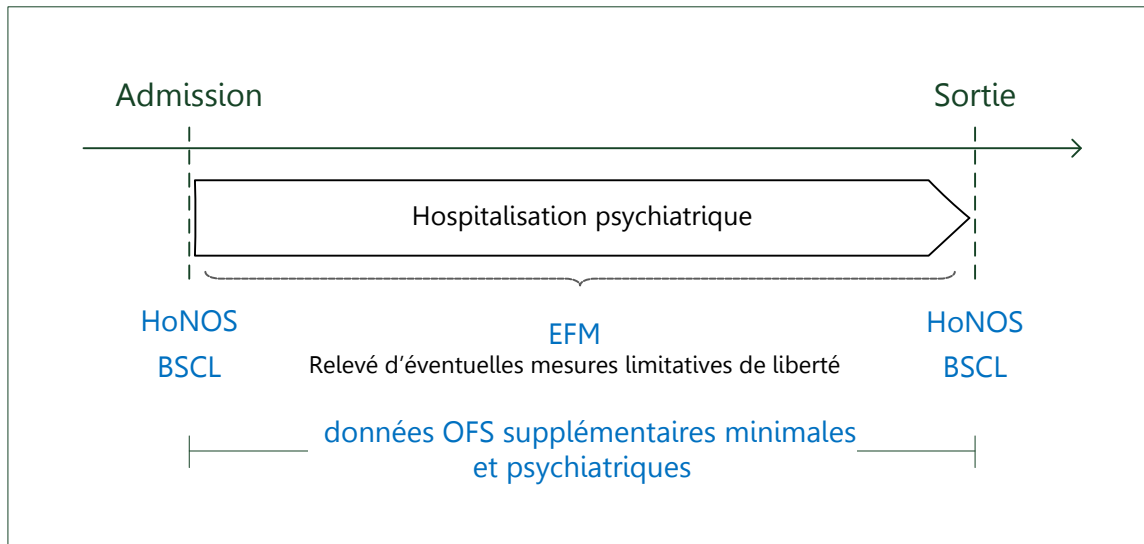 Admission
Sortie
Hospitalisation psychiatrique
HoNOS
BSCL
EFM
Relevé d'éventuelles mesures limitatives de liberté
HoNOS
BSCL
données OFS supplémentaires minimales
et psychiatriques